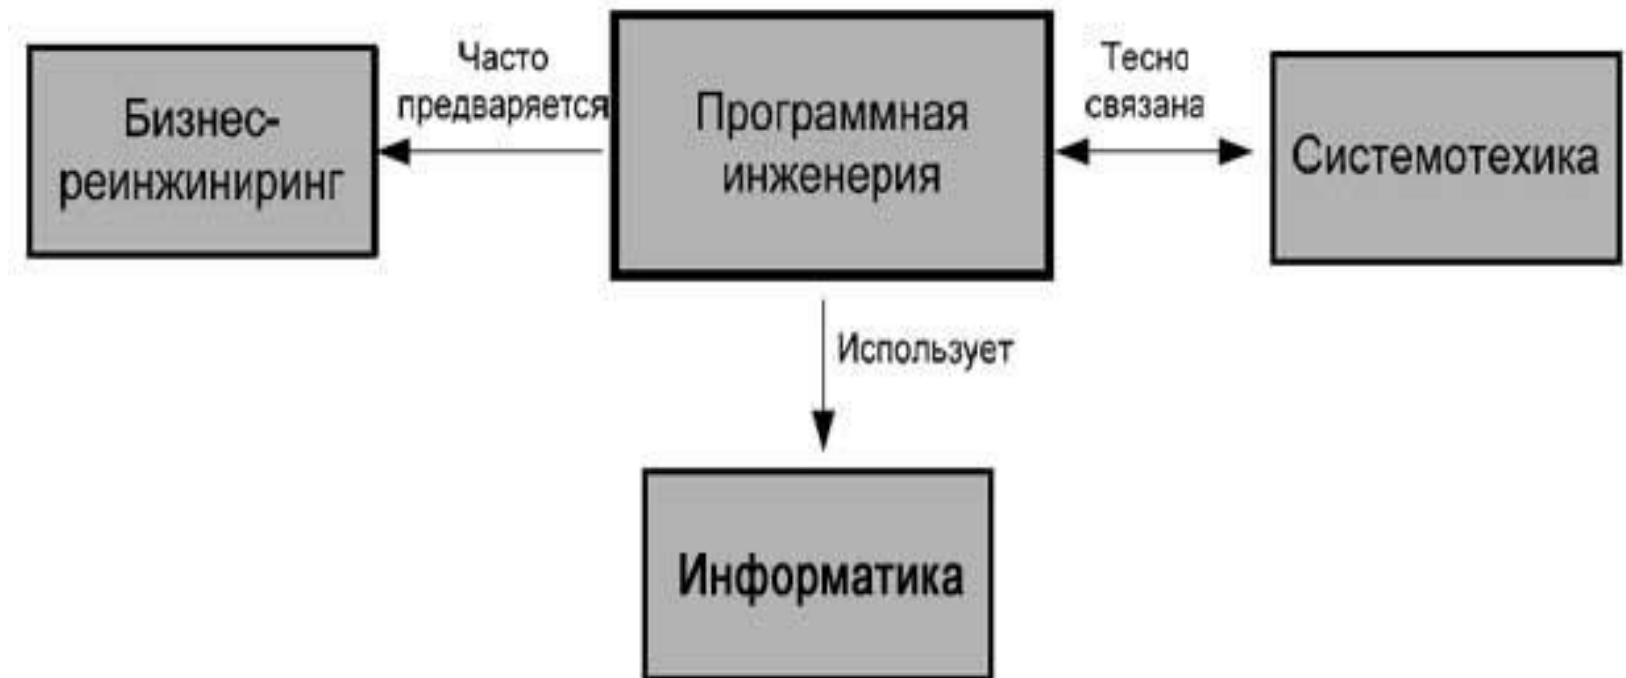 Часто
предваряется
Бизнес-
реинжиниринг
Программная
инженерия
Тесно
связана
Системотехика
Использует
Информатика